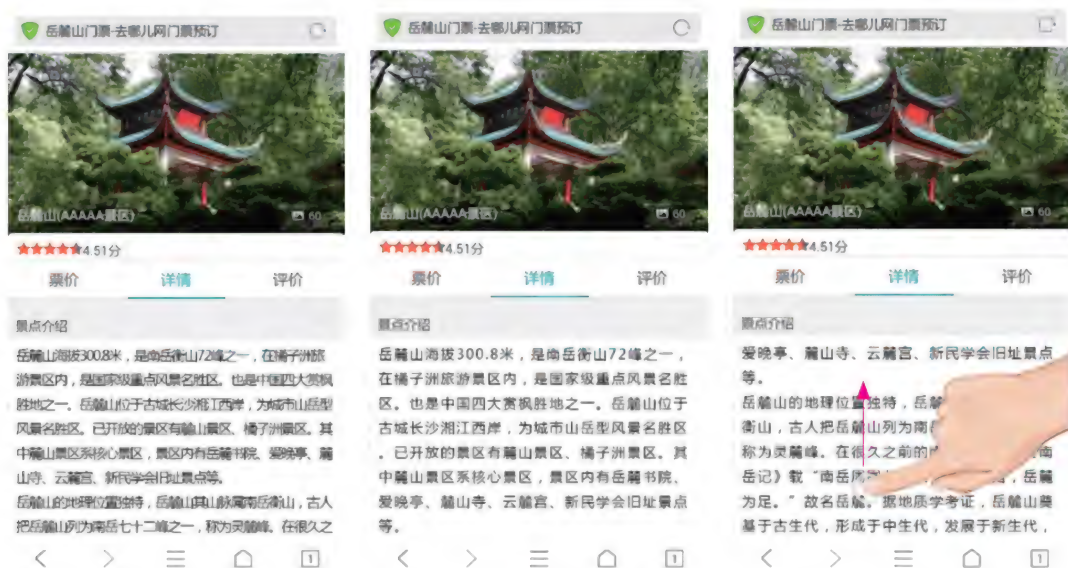 岳麓山门票-去哪儿网门票预订
岳麓山(AAAAA景区)
60
4.51分
票价 详情 评价
景点介绍
岳麓山海拔300.8米，是南岳衡山72峰之一，在橘子洲旅
游景区内，是国家级重点风景名胜区。也是中国四大赏枫
胜地之一。岳麓山位于古城长沙湘江西岸，为城市山岳型
风景名胜区。已开放的景区有麓山景区、橘子洲景区。其
中麓山景区系核心景区，景区内有岳麓书院、爱晚亭、麓
山寺、云麓宫、新民学会旧址景点等。
岳麓山的地理位置独特，岳麓山其山脉属南岳衡山，古人
把岳麓山列为南岳七十二峰之一，称为灵麓峰。在很久之
1
岳麓山门票-去哪儿网门票预订
岳麓山(AAAAA景区)
60
4.51分
票价 详情 评价
景点介绍
岳麓山海拔300.8米，是南岳衡山72峰之一，
在橘子洲旅游景区内，是国家级重点风景名胜
区。也是中国四大赏枫胜地之一。岳麓山位于
古城长沙湘江西岸，为城市山岳型风景名胜区
。已开放的景区有麓山景区、橘子洲景区。其
中麓山景区系核心景区，景区内有岳麓书院、
爱晚亭、麓山寺、云麓宫、新民学会旧址景点
等。
1
岳麓山门票-去哪儿网门票预订
岳麓山(AAAAA景区)
60
4.51分
票价 详情 评价
景点介绍
爱晚亭、麓山寺、云麓宫、新民学会旧址景点
等。
岳麓山的地理位置独特，岳麓
衡山，古人把岳麓山列为南
称为灵麓峰。在很久之前的 南
岳记》载“南岳周 ，岳麓
为足。”故名岳麓。据地质学考证，岳麓山奠
基于古生代，形成于中生代，发展于新生代，
1